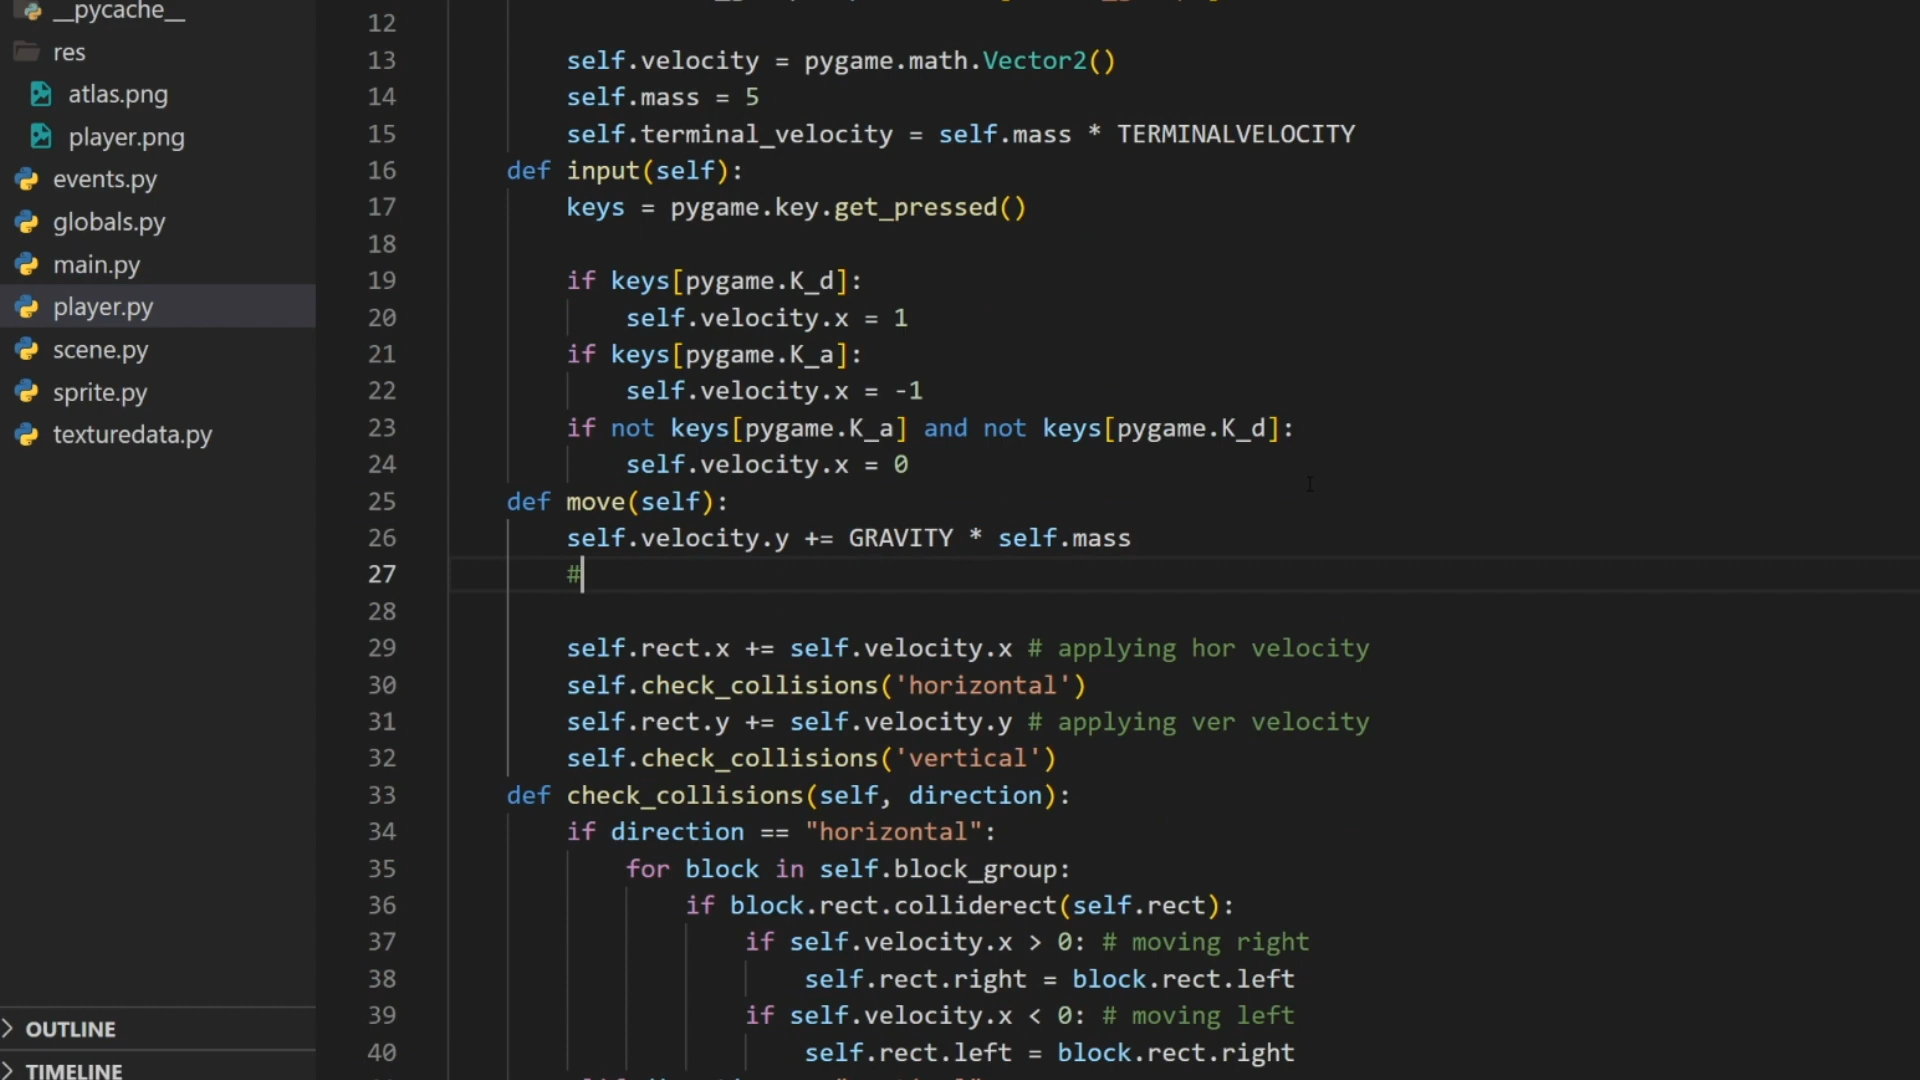 __pycache__
res
atlas.png
player.png
events.py
globals.py
main.py
player.py
scene.py
sprite.py
texturedata.py
OUTLINE
TIMELINE
12
13 self.velocity = pygame.math.Vector2()
14 self.mass = 5
15 self.terminal_velocity = self.mass * TERMINALVELOCITY
16 def input(self):
17 keys = pygame.key.get_pressed()
18
19 if keys[pygame.K_d]:
20 self.velocity.x = 1
21 if keys[pygame.K_a]:
22 self.velocity.x = -1
23 if not keys[pygame.K_a] and not keys[pygame.K_d]:
24 self.velocity.x = 0
25 def move(self):
26 self.velocity.y += GRAVITY * self.mass
27 #
28
29 self.rect.x += self.velocity.x # applying hor velocity
30 self.check_collisions('horizontal')
31 self.rect.y += self.velocity.y # applying ver velocity
32 self.check_collisions('vertical')
33 def check_collisions(self, direction):
34 if direction == "horizontal":
35 for block in self.block_group:
36 if block.rect.colliderect(self.rect):
37 if self.velocity.x > 0: # moving right
38 self.rect.right = block.rect.left
39 if self.velocity.x < 0: # moving left
40 self.rect.left = block.rect.right